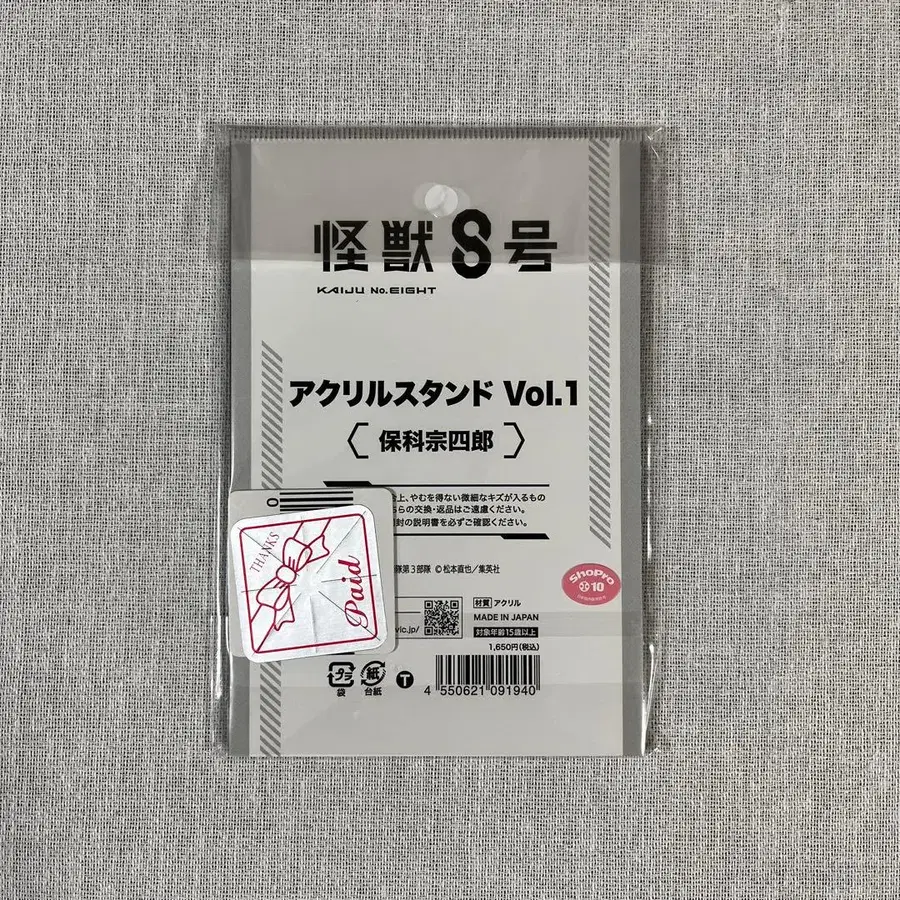 怪獣8号
KAIJU No.EIGHT
アクリルスタンド Vol.1
保科宗四郎
上、やむを得ない微細なキズが入るもの
らの交換・返品はご遠慮ください。
封の説明書を必ずご確認ください。
隊第3部隊 ©松本直也/集英社
ShoPro
10
THANKS
Paid
vic.jp/
材質 アクリル
MADE IN JAPAN
対象年齢15歳以上
1,650円(税込)
プラ
袋
紙
台紙
T
4 550621 091940
0